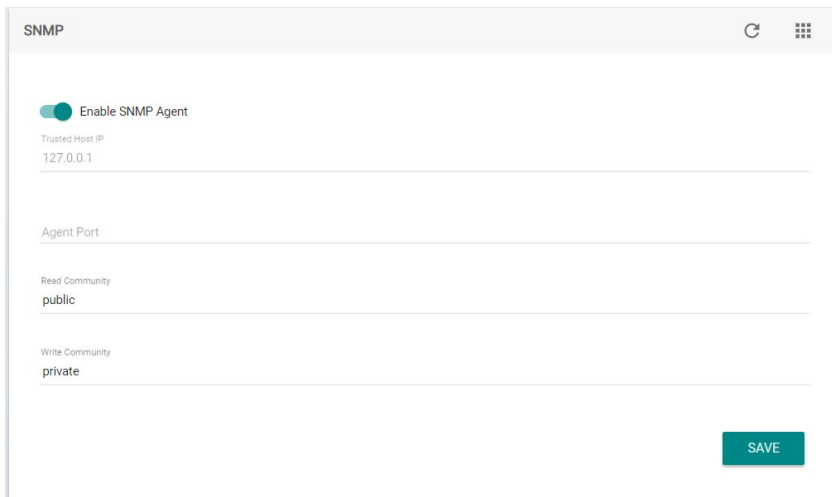 SNMP
Enable SNMP Agent
Trusted Host IP
127.0.0.1
Agent Port
Read Community
public
Write Community
private
SAVE